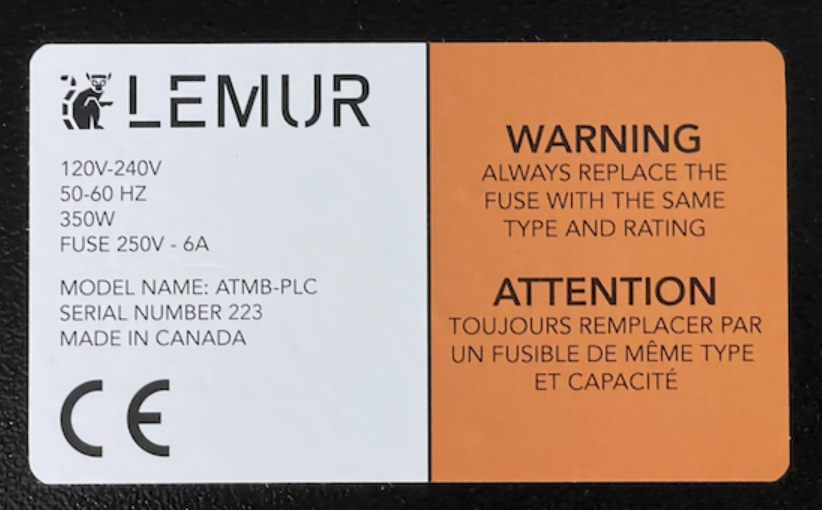 LEMUR
120V-240V
50-60 HZ
350W
FUSE 250V - 6A
MODEL NAME: ATMB-PLC
SERIAL NUMBER 223
MADE IN CANADA
CE
WARNING
ALWAYS REPLACE THE
FUSE WITH THE SAME
TYPE AND RATING
ATTENTION
TOUJOURS REMPLACER PAR
UN FUSIBLE DE MÊME TYPE
ET CAPACITÉ